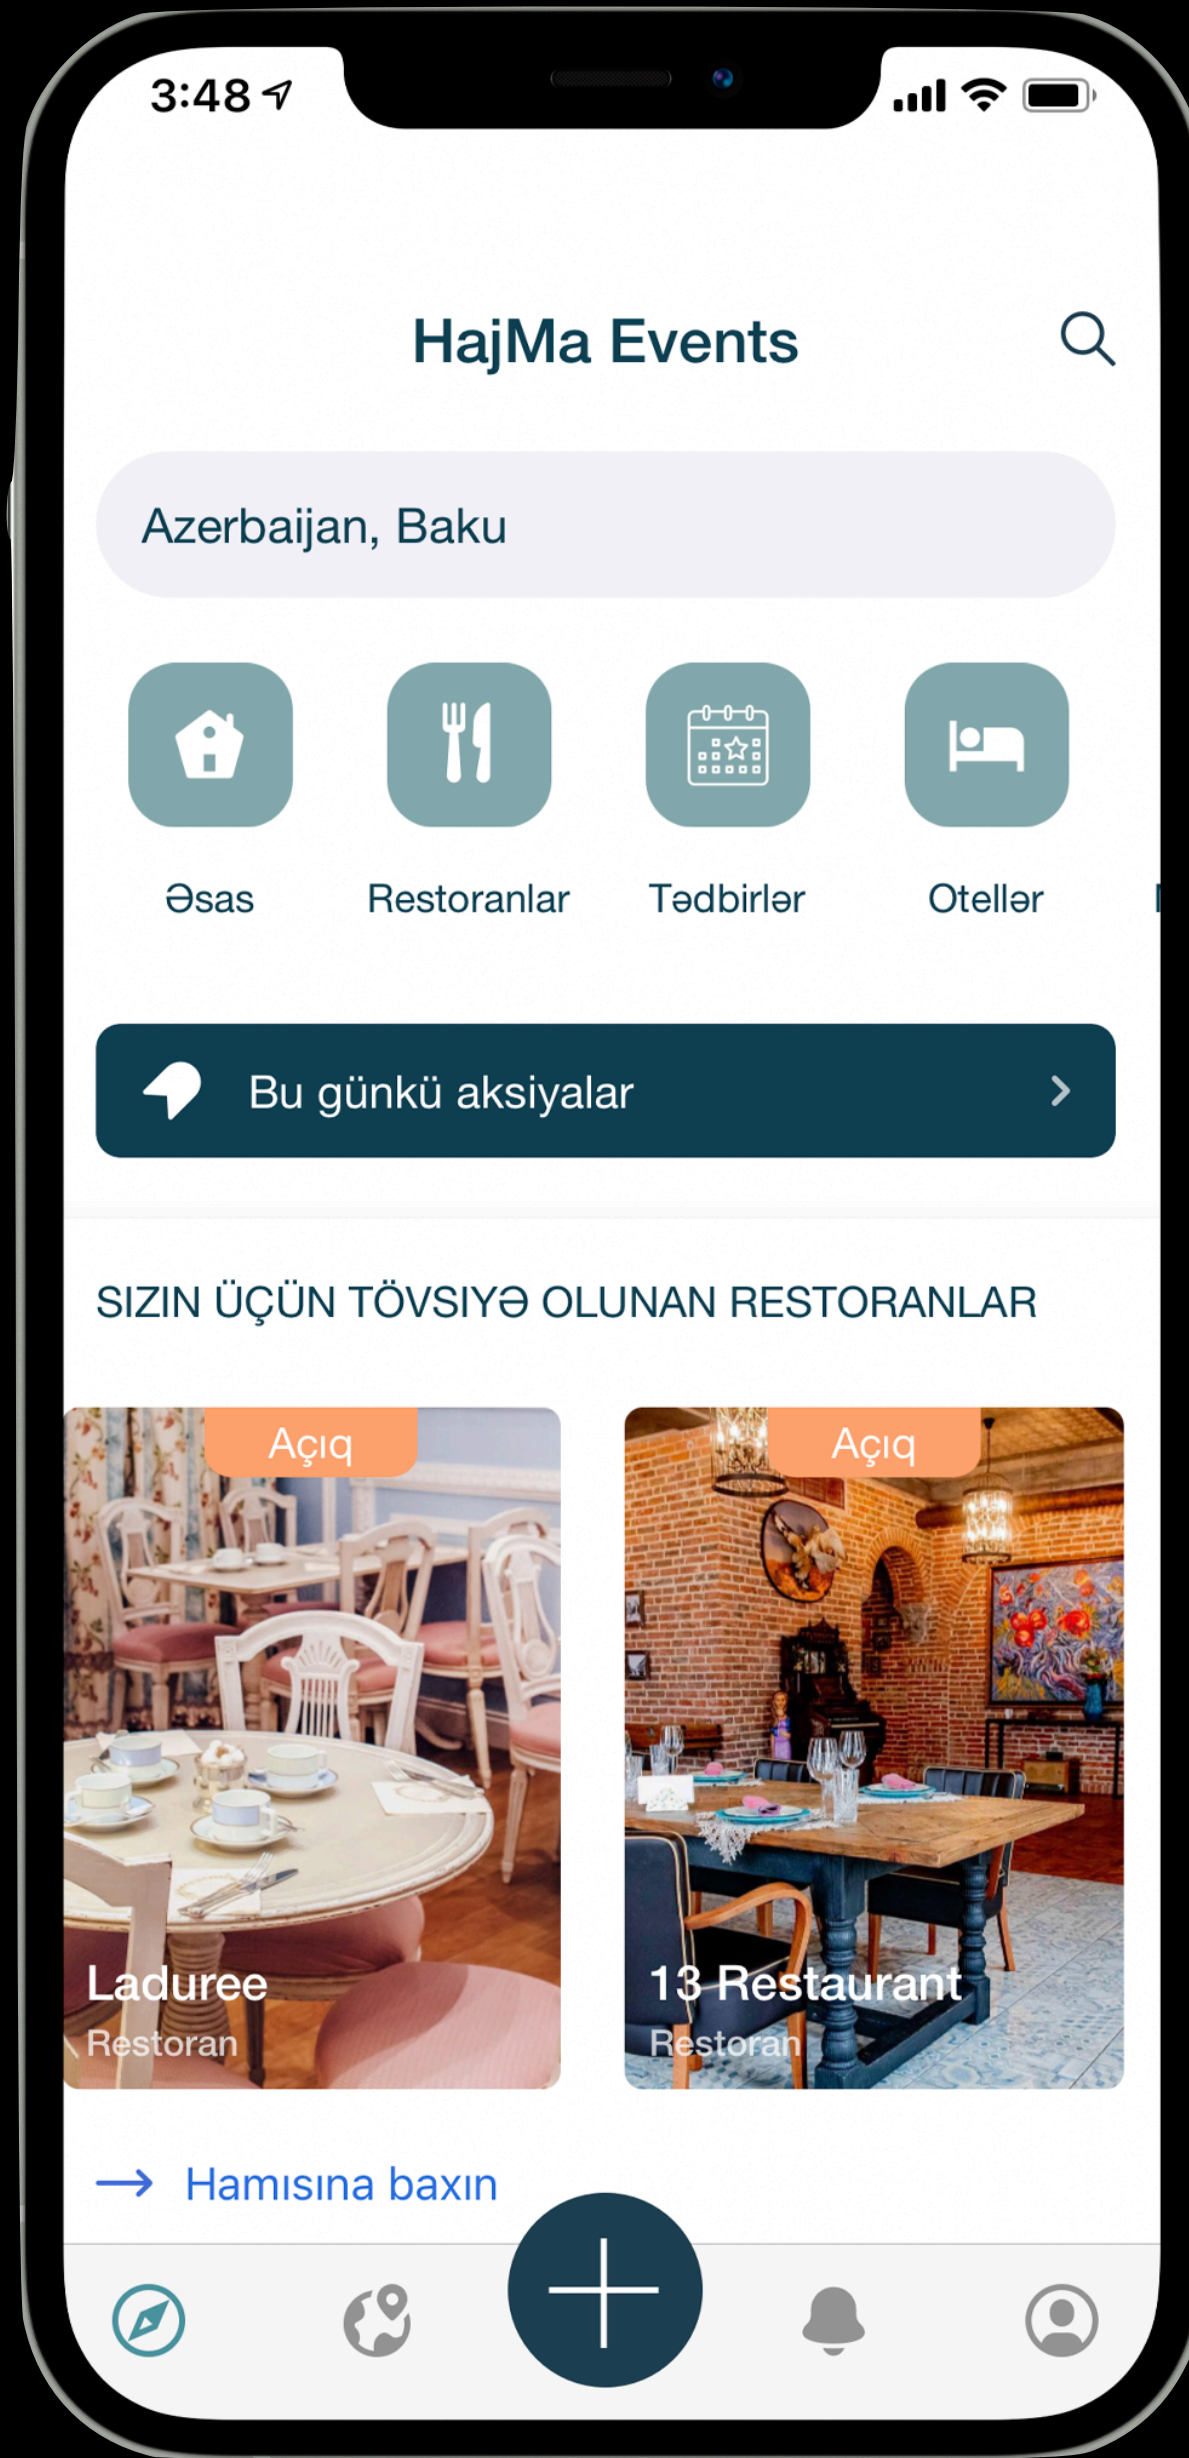 3:48
HajMa Events
Azerbaijan, Baku
Əsas Restoranlar Tədbirlər Otellər
Bu günkü aksiyalar
SIZIN ÜÇÜN TÖVSIYƏ OLUNAN RESTORANLAR
Açıq Açıq
Laduree 13 Restaurant
Restoran Restoran
Hamısına baxın